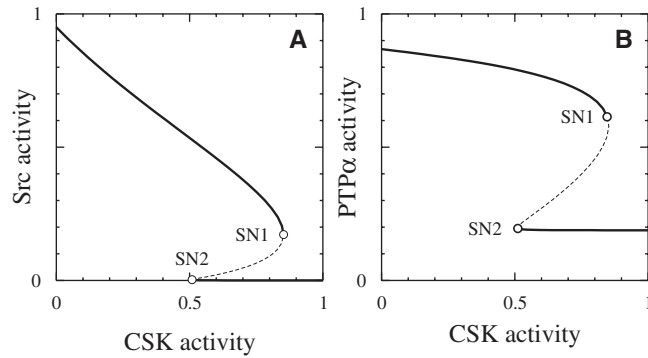 A
1
Src activity
SN1
SN2
0
0
0.5
1
CSK activity
B
1
PTPα activity
SN1
SN2
0
0
0.5
1
CSK activity